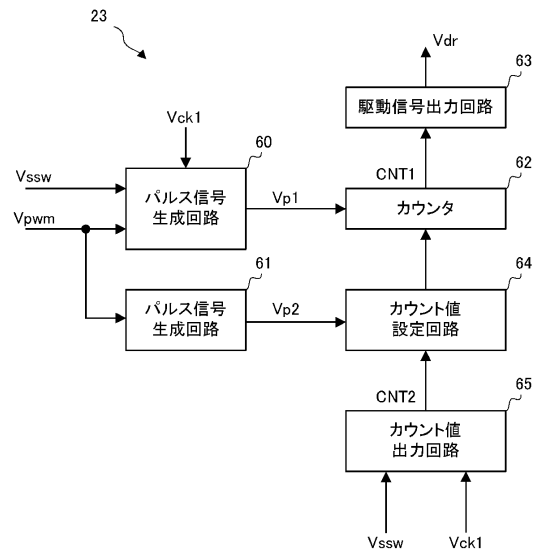 23
Vdr
63
駆動信号出力回路
Vck1
60
CNT1
62
Vssw
パルス信号
生成回路
Vp1
カウンタ
Vpwm
61
64
パルス信号
生成回路
Vp2
カウント値
設定回路
CNT2
65
カウント値
出力回路
Vssw
Vck1